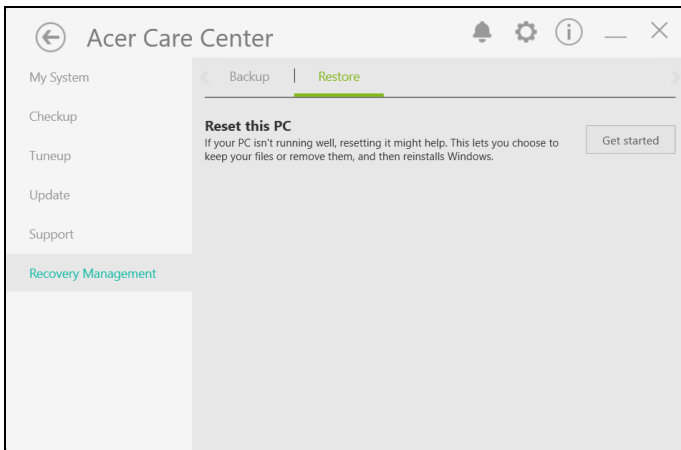 Acer Care Center
My System
Checkup
Tuneup
Update
Support
Recovery Management
Backup | Restore
Reset this PC
If your PC isn't running well, resetting it might help. This lets you choose to
keep your files or remove them, and then reinstalls Windows.
Get started